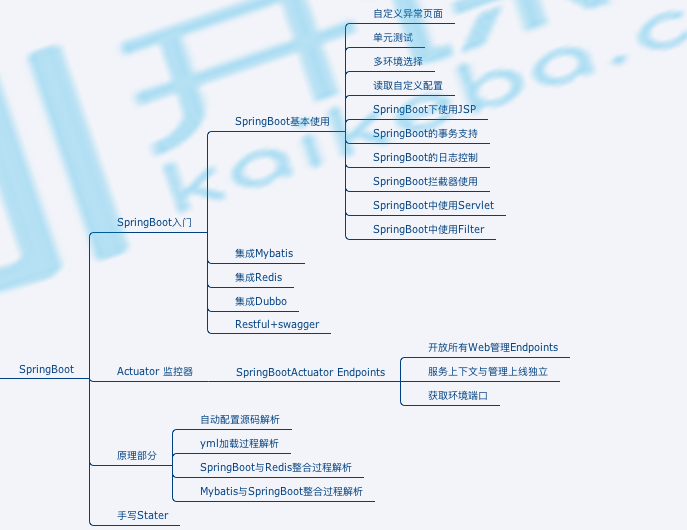 自定义异常页面
单元测试
多环境选择
读取自定义配置
SpringBoot下使用JSP
SpringBoot基本使用
SpringBoot的事务支持
SpringBoot的日志控制
SpringBoot拦截器使用
SpringBoot中使用Servlet
SpringBoot入门
SpringBoot中使用Filter
集成Mybatis
集成Redis
集成Dubbo
Restful+swagger
开放所有Web管理Endpoints
SpringBoot
Actuator 监控器
SpringBootActuator Endpoints
服务上下文与管理上线独立
获取环境端口
自动配置源码解析
yml加载过程解析
原理部分
SpringBoot与Redis整合过程解析
Mybatis与SpringBoot整合过程解析
手写Stater
kaikeba.c